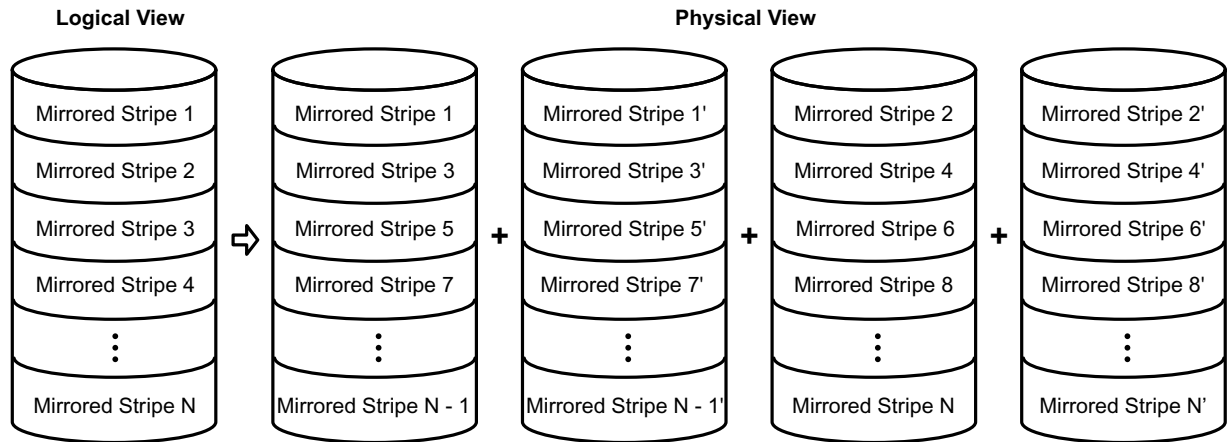 Logical View
Physical View
Mirrored Stripe 1
Mirrored Stripe 2
Mirrored Stripe 3
Mirrored Stripe 4
Mirrored Stripe N
Mirrored Stripe 1
Mirrored Stripe 3
Mirrored Stripe 5
Mirrored Stripe 7
Mirrored Stripe N - 1
+
Mirrored Stripe 1'
Mirrored Stripe 3'
Mirrored Stripe 5'
Mirrored Stripe 7'
Mirrored Stripe N - 1'
+
Mirrored Stripe 2
Mirrored Stripe 4
Mirrored Stripe 6
Mirrored Stripe 8
Mirrored Stripe N
+
Mirrored Stripe 2'
Mirrored Stripe 4'
Mirrored Stripe 6'
Mirrored Stripe 8'
Mirrored Stripe N’